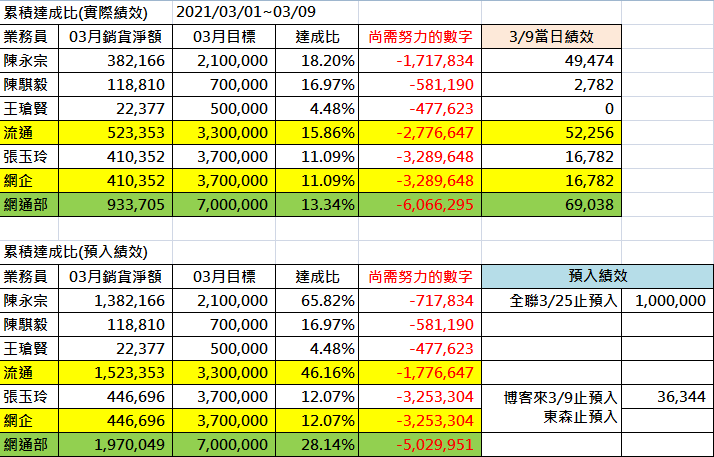 累積達成比(實際績效) 2021/03/01~03/09
業務員 03月銷貨淨額 03月目標 達成比 尚需努力的數字 3/9當日績效
陳永宗 382,166 2,100,000 18.20% -1,717,834 49,474
陳騏毅 118,810 700,000 16.97% -581,190 2,782
王瑲賢 22,377 500,000 4.48% -477,623 0
流通 523,353 3,300,000 15.86% -2,776,647 52,256
張玉玲 410,352 3,700,000 11.09% -3,289,648 16,782
網企 410,352 3,700,000 11.09% -3,289,648 16,782
網通部 933,705 7,000,000 13.34% -6,066,295 69,038
累積達成比(預入績效)
業務員 03月銷貨淨額 03月目標 達成比 尚需努力的數字 預入績效
陳永宗 1,382,166 2,100,000 65.82% -717,834 全聯3/25止預入 1,000,000
陳騏毅 118,810 700,000 16.97% -581,190
王瑲賢 22,377 500,000 4.48% -477,623
流通 1,523,353 3,300,000 46.16% -1,776,647
張玉玲 446,696 3,700,000 12.07% -3,253,304 博客來3/9止預入 36,344
網企 446,696 3,700,000 12.07% -3,253,304 東森止預入
網通部 1,970,049 7,000,000 28.14% -5,029,951